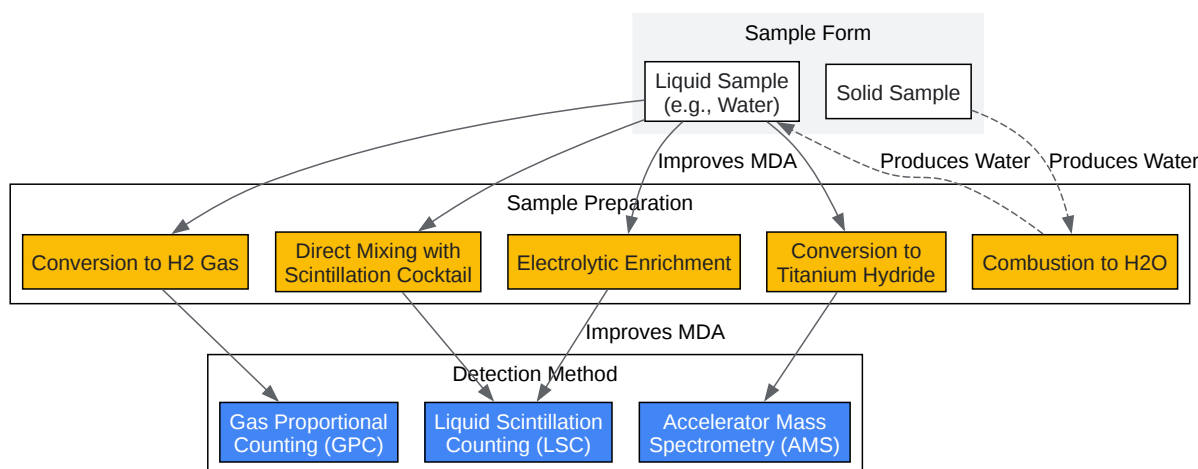 Sample Form
Liquid Sample
(e.g., Water)
Solid Sample
Improves MDA
Produces Water
Produces Water
Sample Preparation
Conversion to H2 Gas
Direct Mixing with
Scintillation Cocktail
Electrolytic Enrichment
Conversion to
Titanium Hydride
Combustion to H2O
Improves MDA
Detection Method
Gas Proportional
Counting (GPC)
Liquid Scintillation
Counting (LSC)
Accelerator Mass
Spectrometry (AMS)